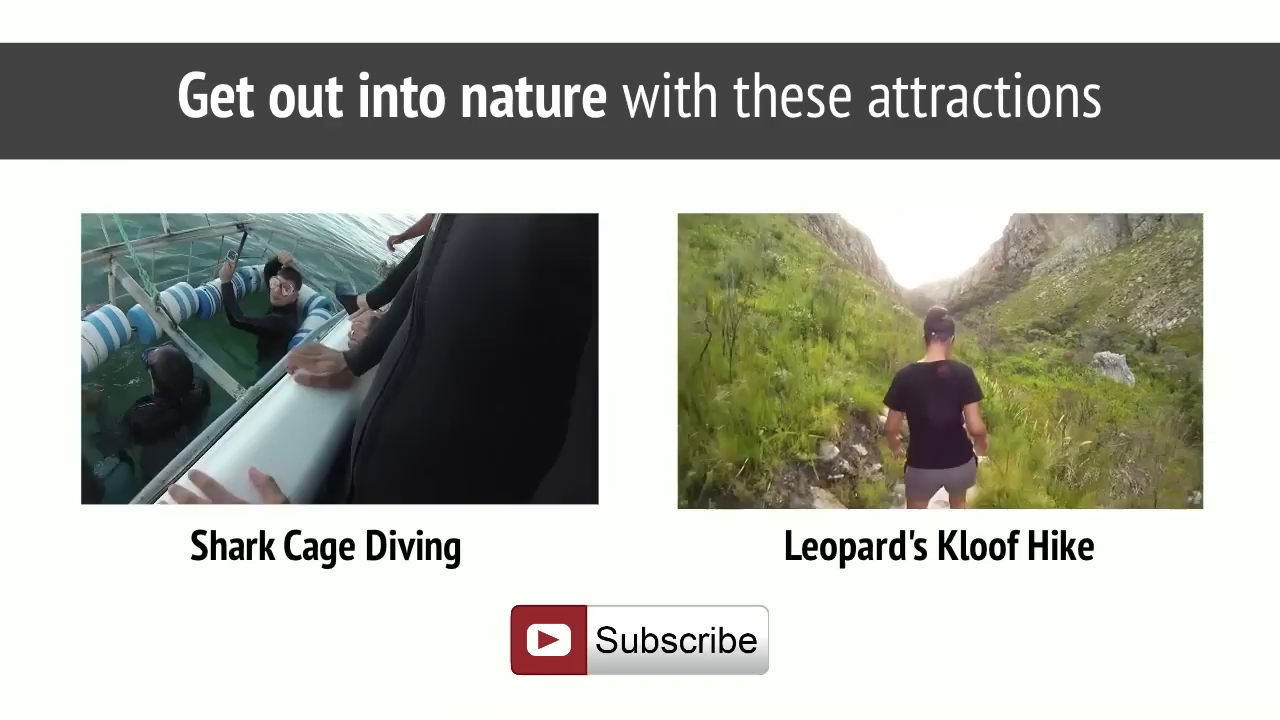 Get out into nature with these attractions
Shark Cage Diving
Leopard's Kloof Hike
Subscribe